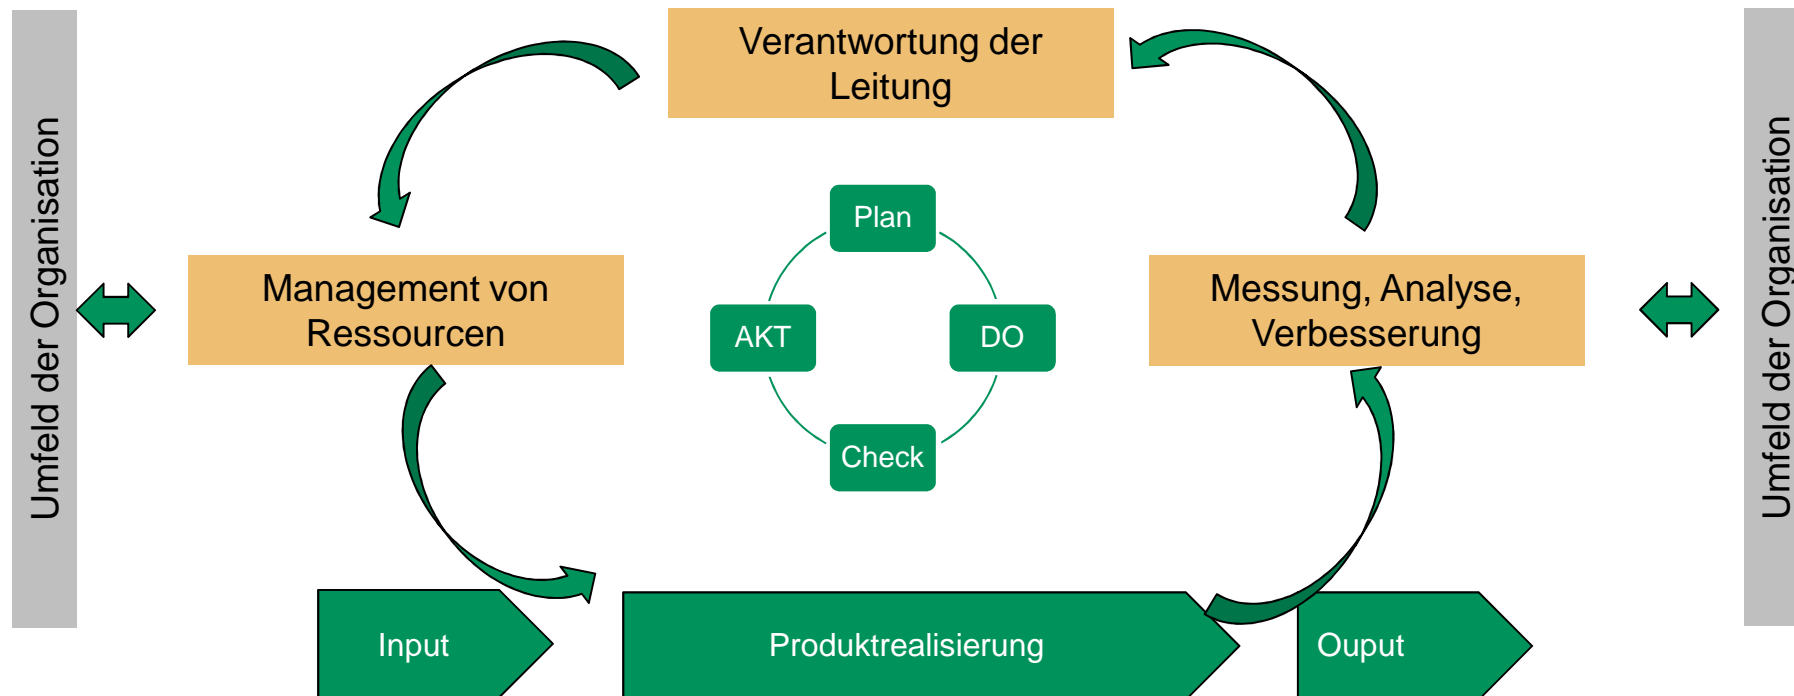 Umfeld der Organisation
Verantwortung der
Leitung
Management von
Ressourcen
Plan
AKT
DO
Check
Messung, Analyse,
Verbesserung
Input
Produktrealisierung
Ouput
Umfeld der Organisation